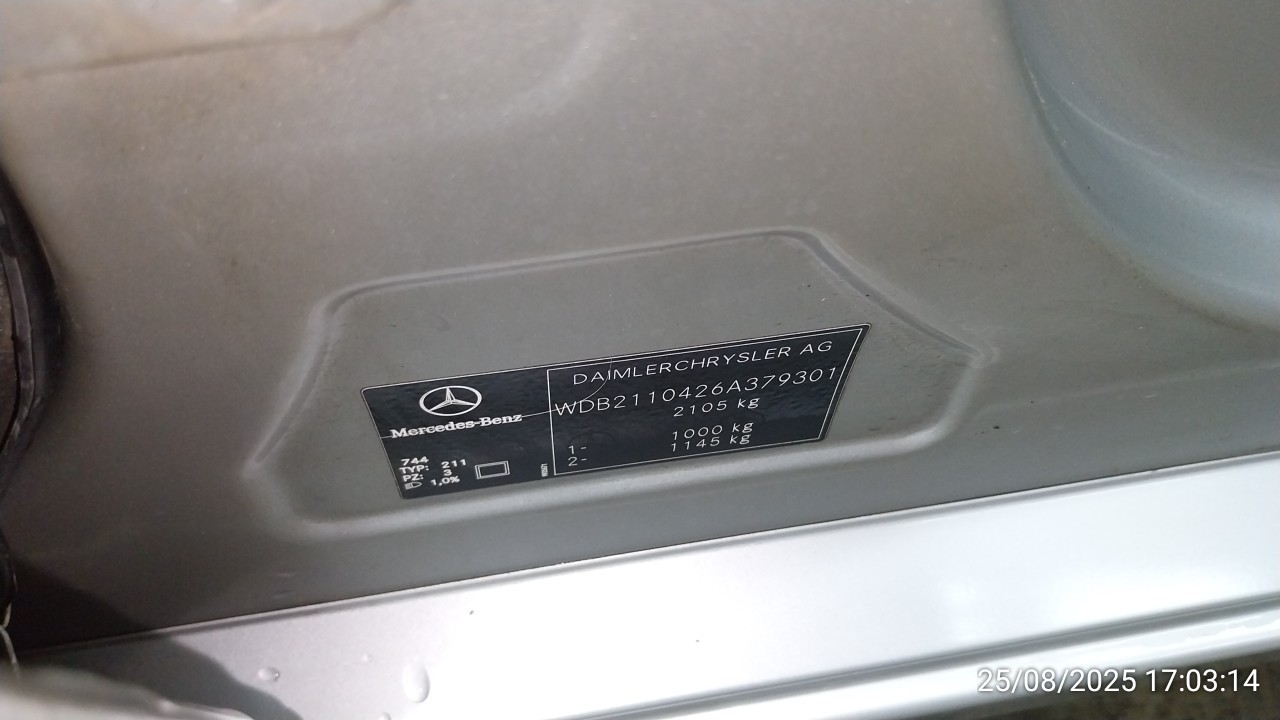 DAIMLERCHRYSLER AG
WDB2110426A379301
2105 kg
1- 1000 kg
2- 1145 kg
Mercedes-Benz
744
TYP: 211
PZ: 3
1,0%
25/08/2025 17:03:14